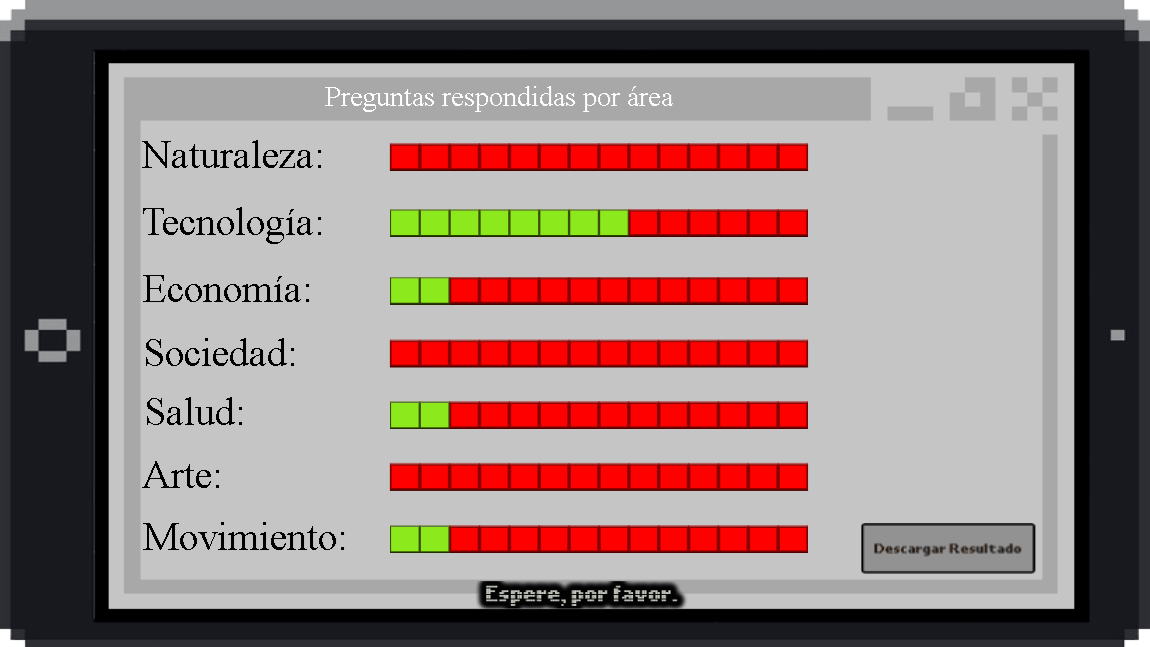 Preguntas respondidas por área
Naturaleza:
Tecnología:
Economía:
Sociedad:
Salud:
Arte:
Movimiento:
Descargar Resultado
Espere, por favor.